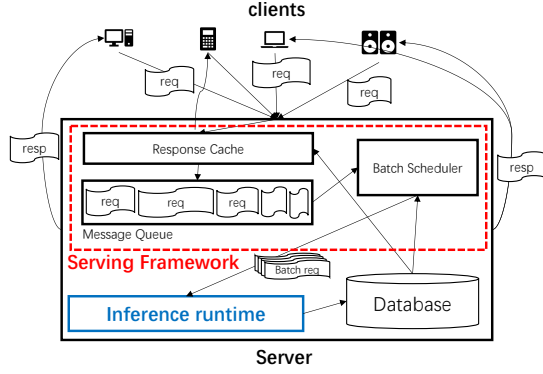 clients
req
req
req
resp
resp
Response Cache
Batch Scheduler
req
req
req
Message Queue
Serving Framework
Batch req
Inference runtime
Database
Server